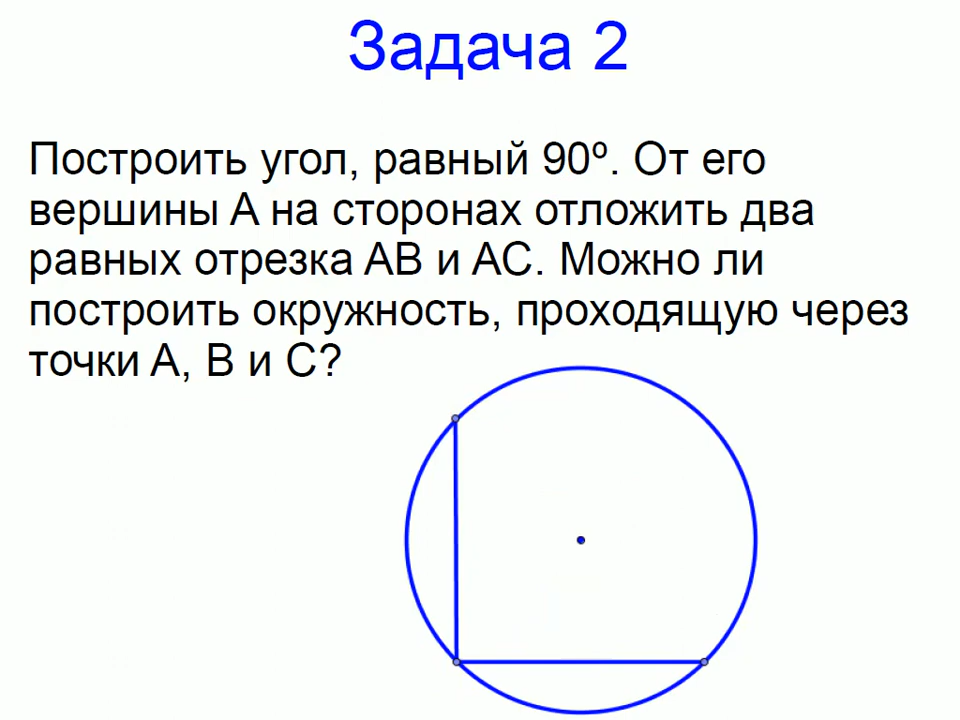 Задача 2
Построить угол, равный 90º. От его
вершины А на сторонах отложить два
равных отрезка АВ и АС. Можно ли
построить окружность, проходящую через
точки А, В и С?